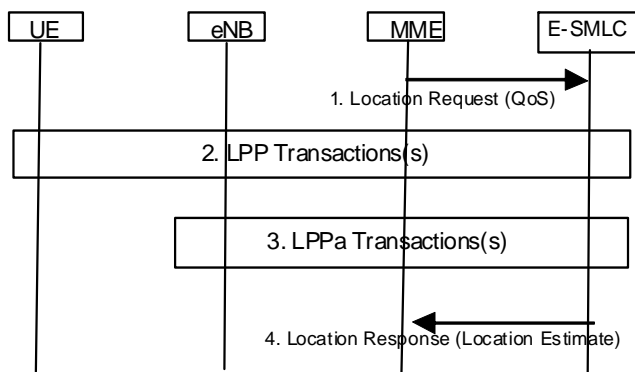 UE eNB MME E-SMLC
1. Location Request (QoS)
2. LPP Transactions(s)
3. LPPa Transactions(s)
4. Location Response (Location Estimate)